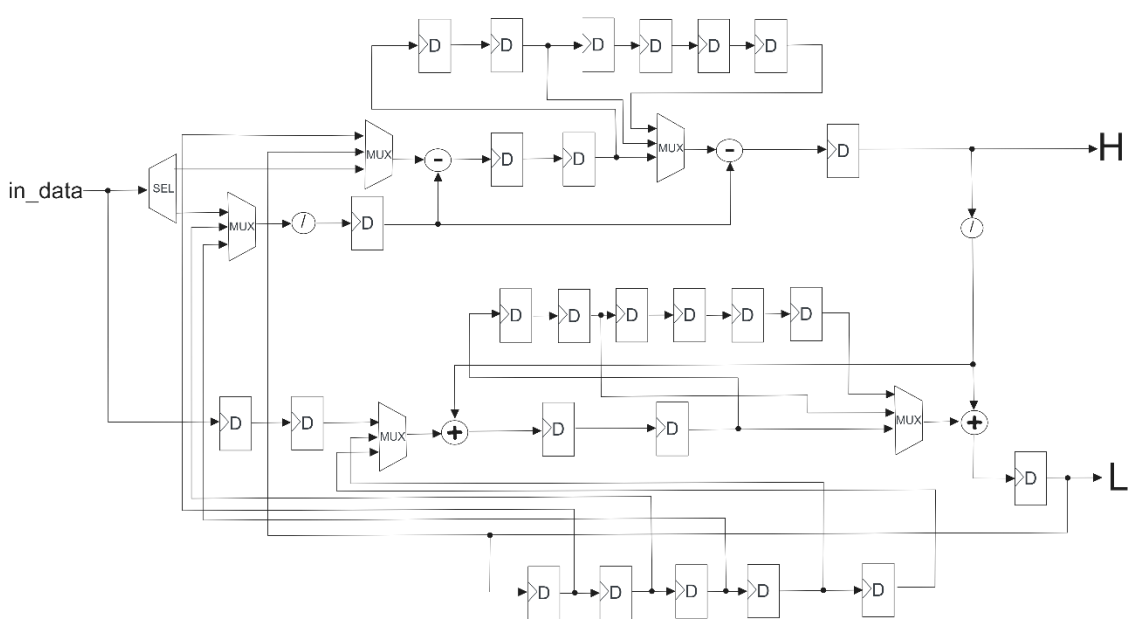 D D D D D D
MUX - D D MUX - D H
in_data SEL
MUX / D /
D D D D D D
D D MUX + D D MUX +
D L
D D D D D